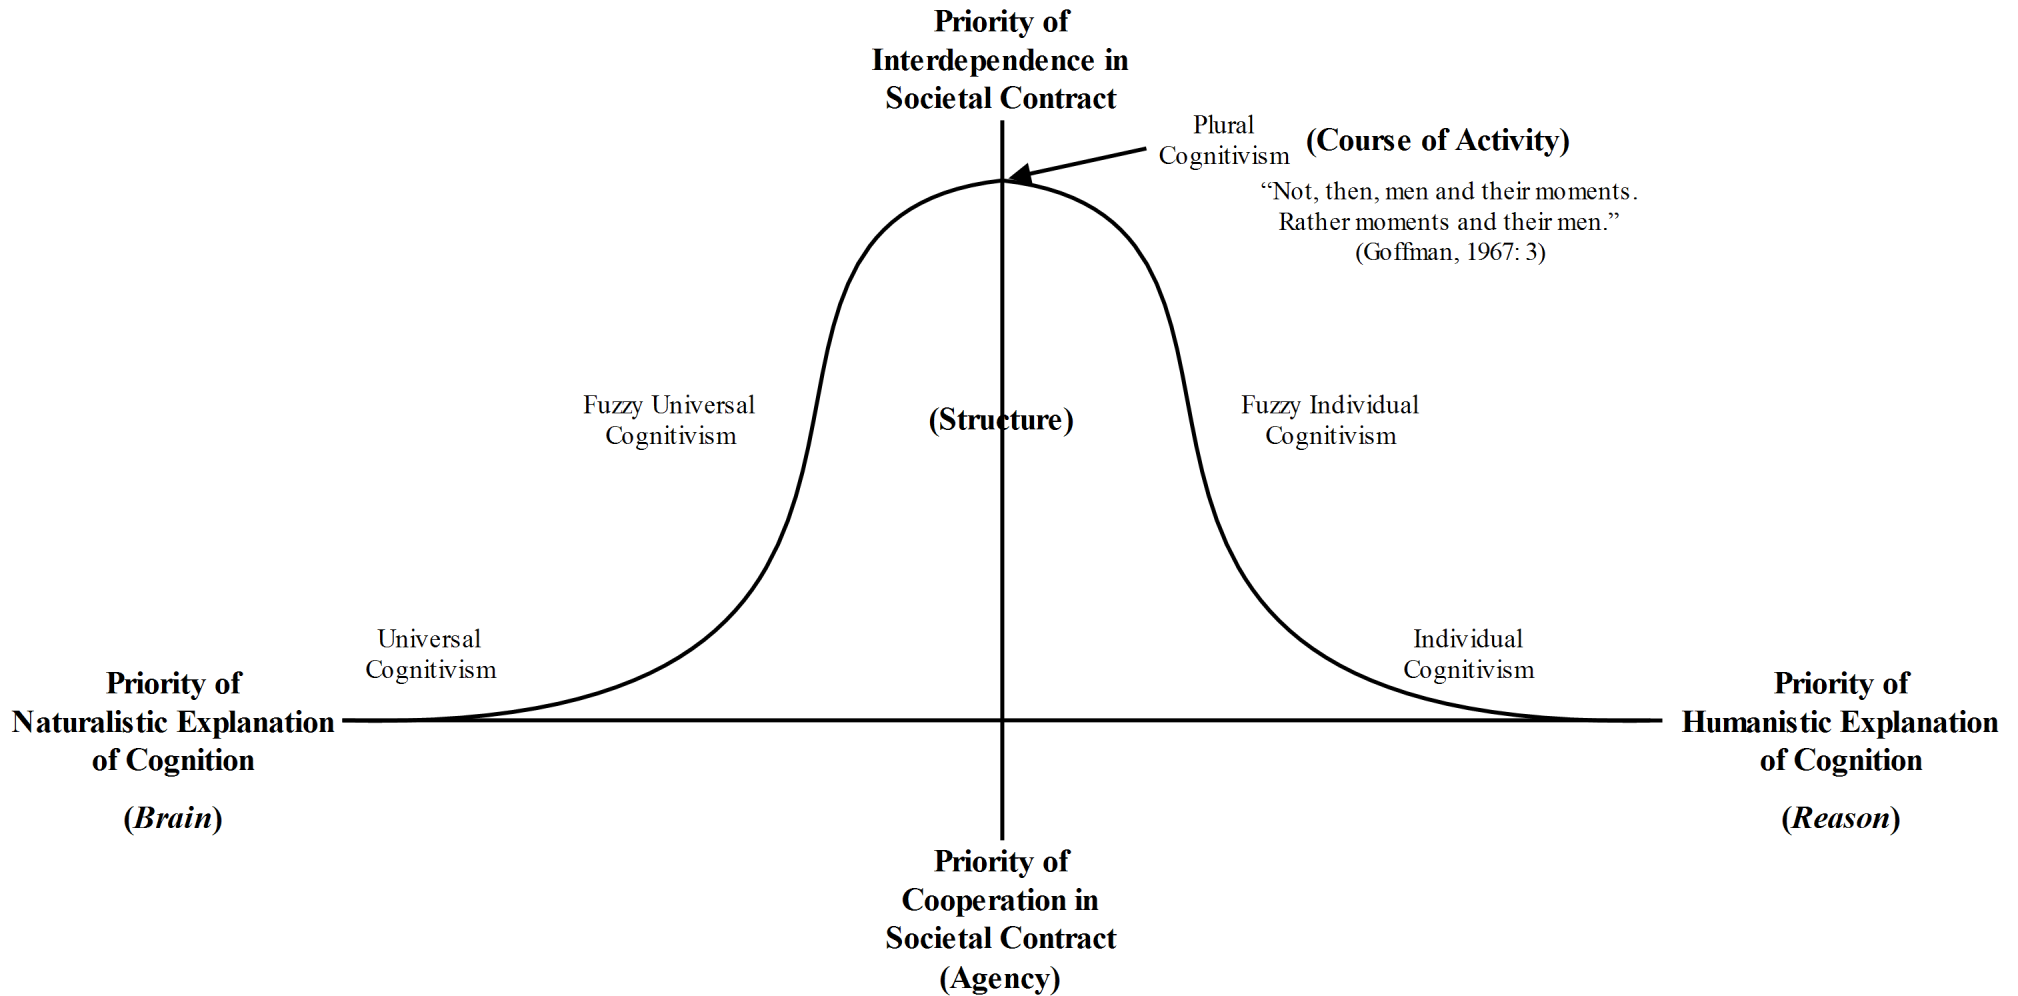 Priority of
Interdependence in
Societal Contract
Plural
Cognitivism
(Course of Activity)
“Not, then, men and their moments.
Rather moments and their men.”
(Goffman, 1967: 3)
Fuzzy Universal
Cognitivism
(Structure)
Fuzzy Individual
Cognitivism
Universal
Cognitivism
Individual
Cognitivism
Priority of
Naturalistic Explanation
of Cognition
(Brain)
Priority of
Humanistic Explanation
of Cognition
(Reason)
Priority of
Cooperation in
Societal Contract
(Agency)